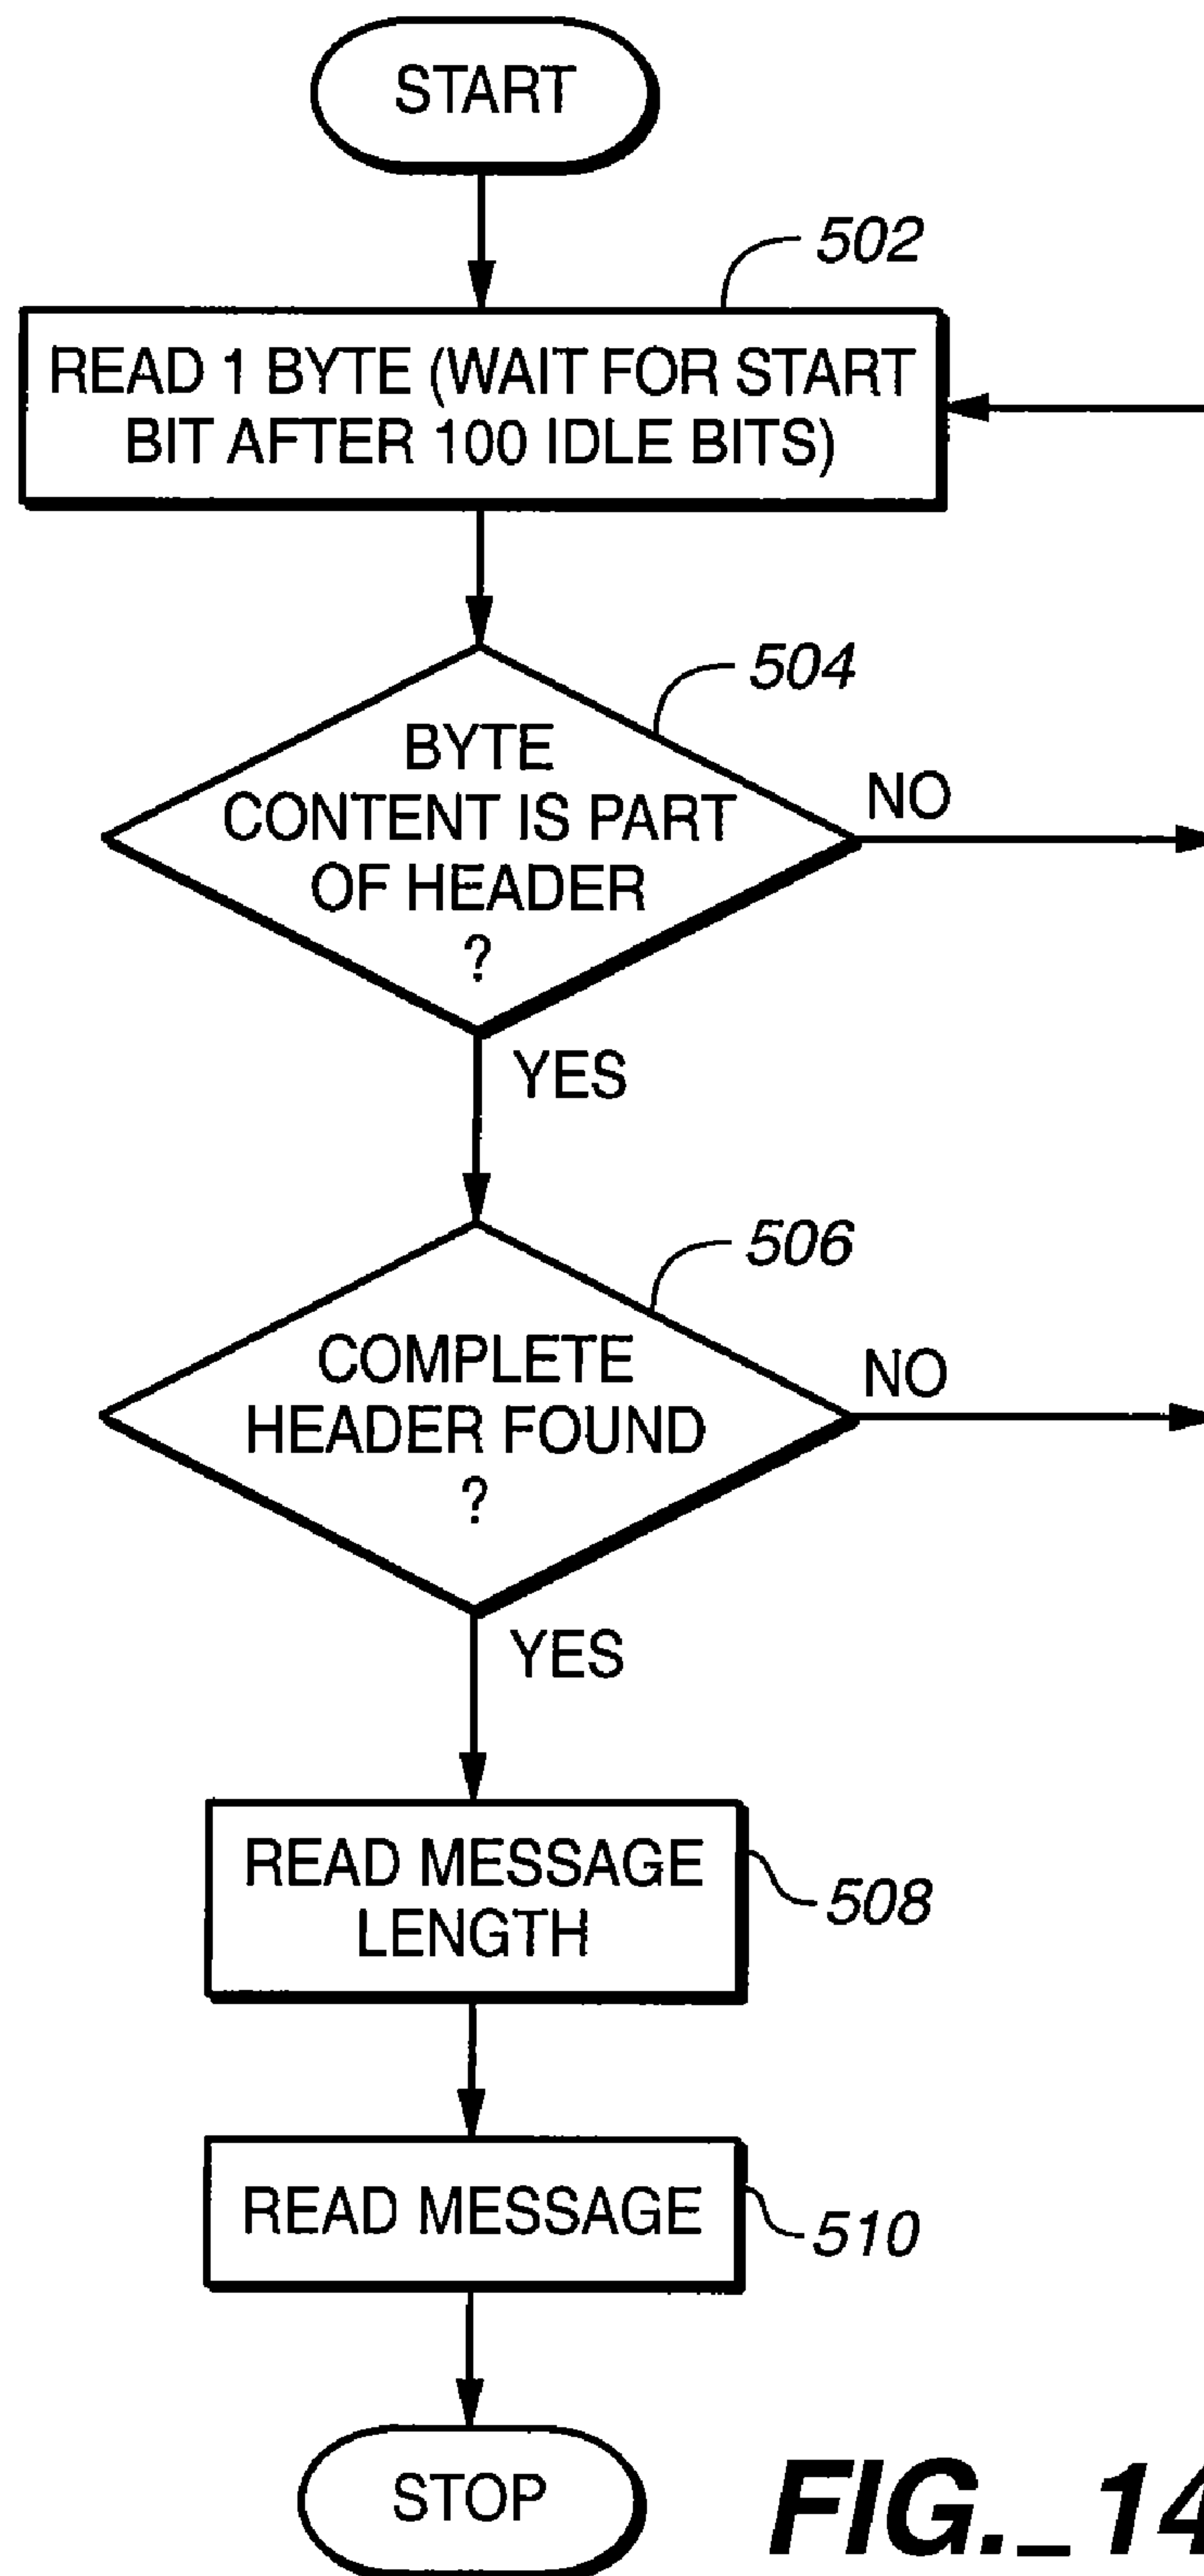 START
502
READ 1 BYTE (WAIT FOR START
BIT AFTER 100 IDLE BITS)
504
BYTE
CONTENT IS PART
OF HEADER
?
NO
YES
506
COMPLETE
HEADER FOUND
?
NO
YES
READ MESSAGE
LENGTH
508
READ MESSAGE
510
STOP
FIG._14